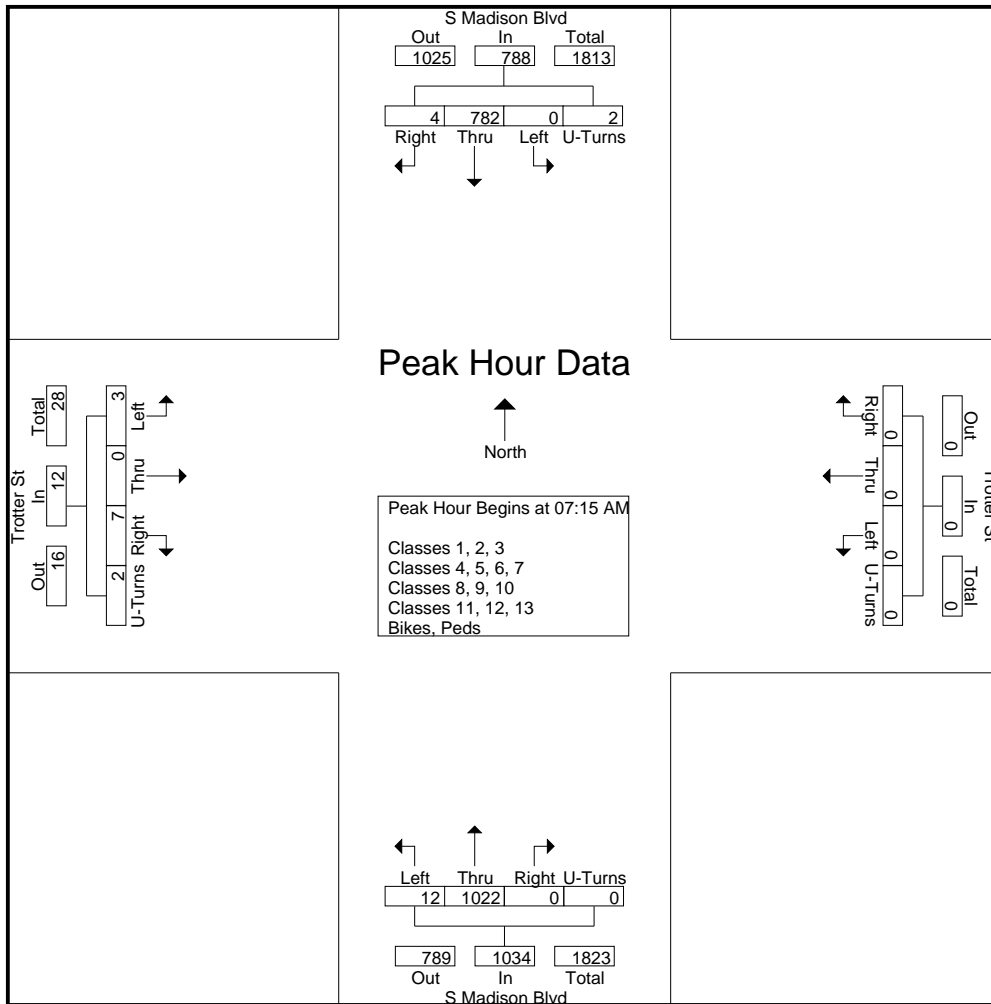 S Madison Blvd
Out In Total
1025 788 1813
4 782 0 2
Right Thru Left U-Turns
Peak Hour Data
North
Peak Hour Begins at 07:15 AM
Classes 1, 2, 3
Classes 4, 5, 6, 7
Classes 8, 9, 10
Classes 11, 12, 13
Bikes, Peds
Trotter St
Out In Total
16 12 28
3 0 7 2
Left Thru Right U-Turns
Trotter St
Out In Total
0 0 0
0 0 0 0
Right Thru Left U-Turns
Left Thru Right U-Turns
12 1022 0 0
789 1034 1823
Out In Total
S Madison Blvd